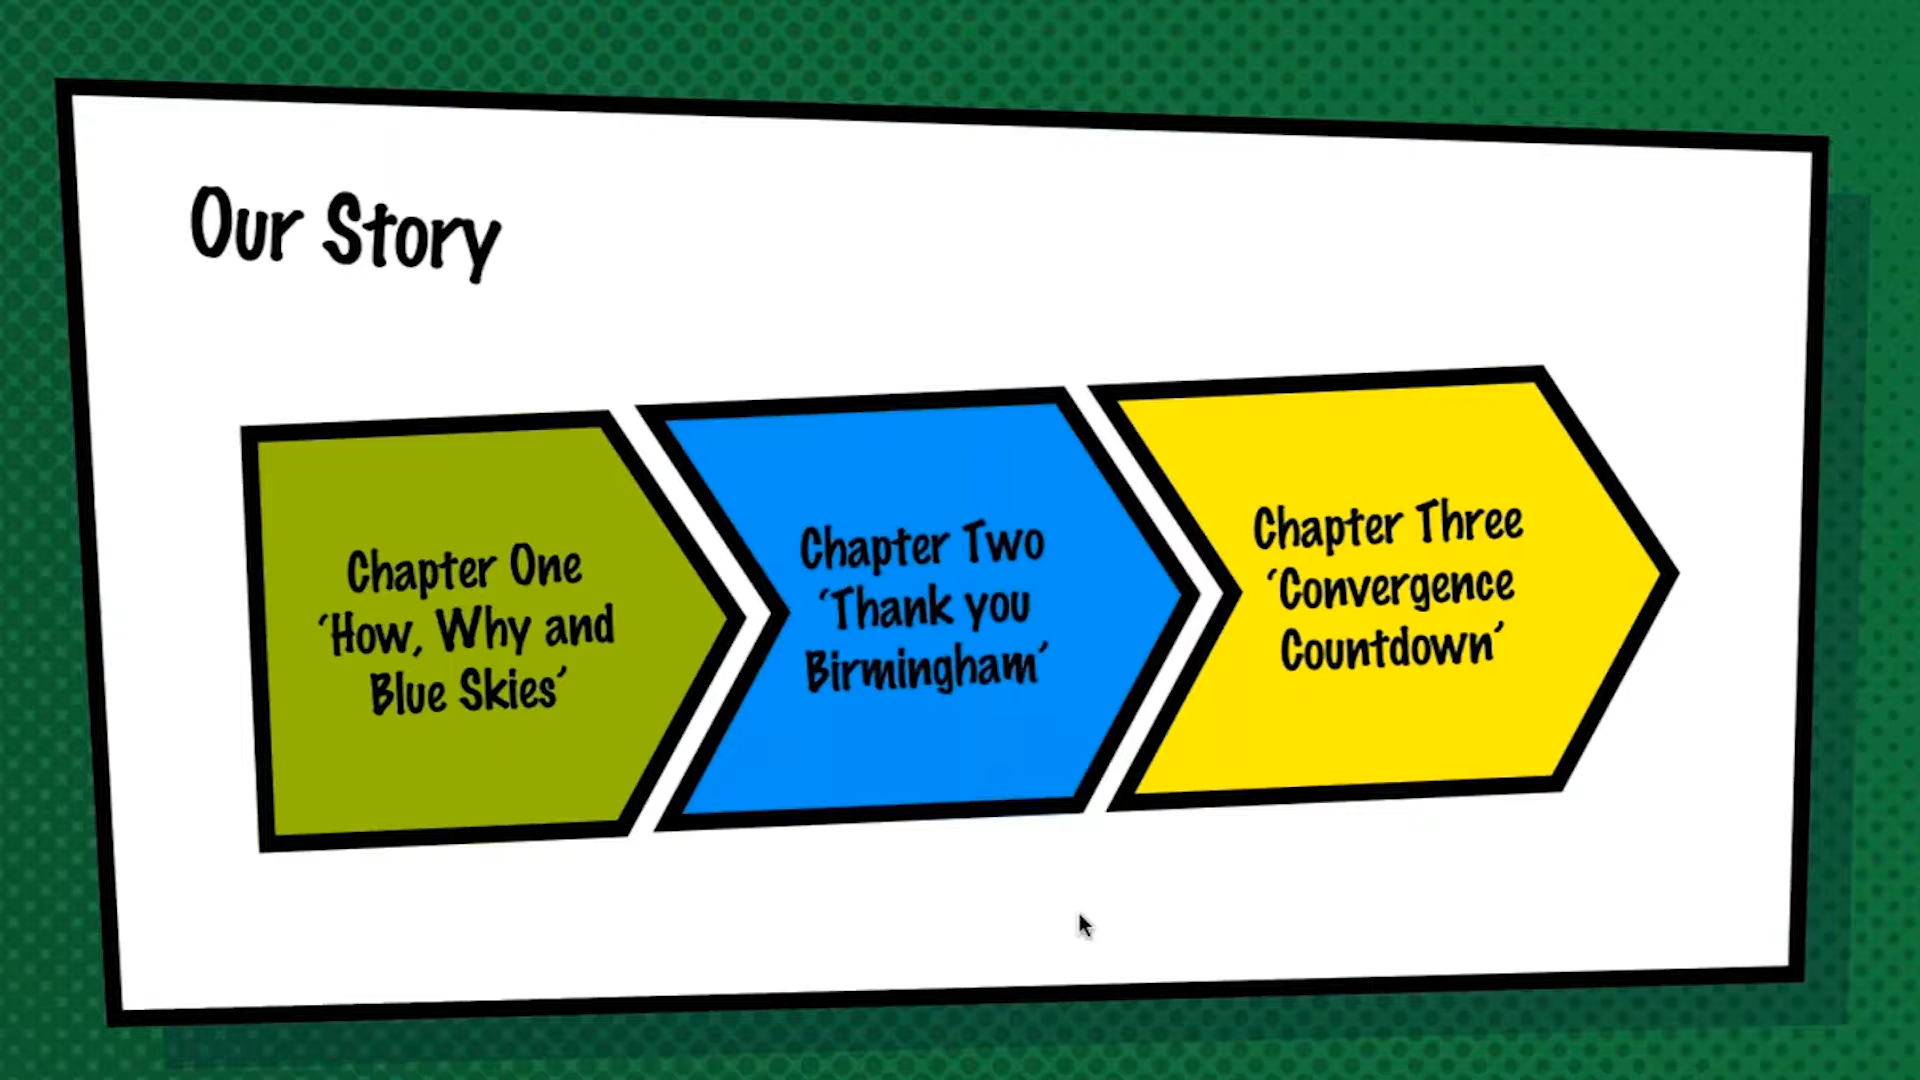 Our Story
Chapter One
‘How, Why and
Blue Skies’
Chapter Two
‘Thank you
Birmingham’
Chapter Three
‘Convergence
Countdown’